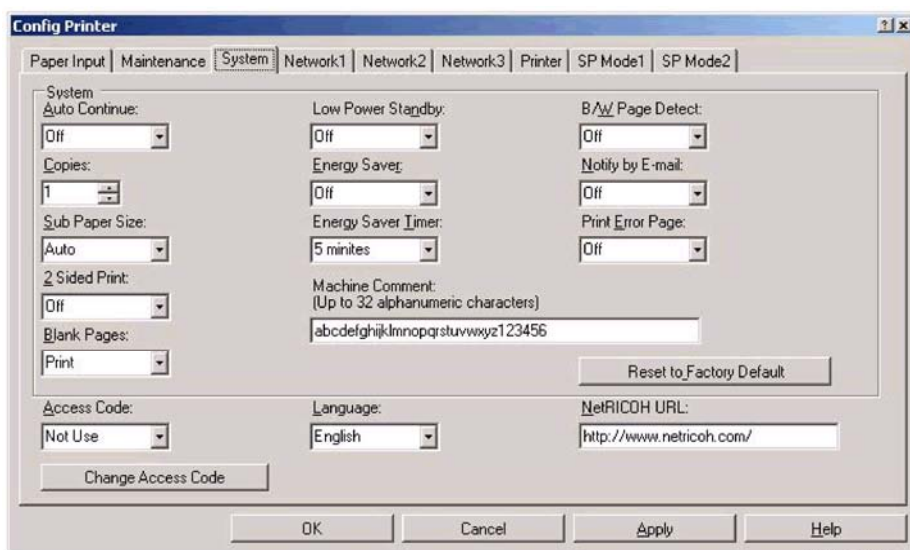 Config Printer
Paper Input Maintenance System Network1 Network2 Network3 Printer SP Mode1 SP Mode2
System
Auto Continue:
Off
Copies:
1
Sub Paper Size:
Auto
2 Sided Print:
Off
Blank Pages:
Print
Low Power Standby:
Off
Energy Saver:
Off
Energy Saver Timer:
5 minites
Machine Comment:
(Up to 32 alphanumeric characters)
abcdefghijklmnopqrstuvwxyz123456
B/W Page Detect:
Off
Notify by E-mail:
Off
Print Error Page:
Off
Reset to Factory Default
Access Code:
Not Use
Change Access Code
Language:
English
NetRICOH URL:
http://www.netricoh.com/
OK Cancel Apply Help